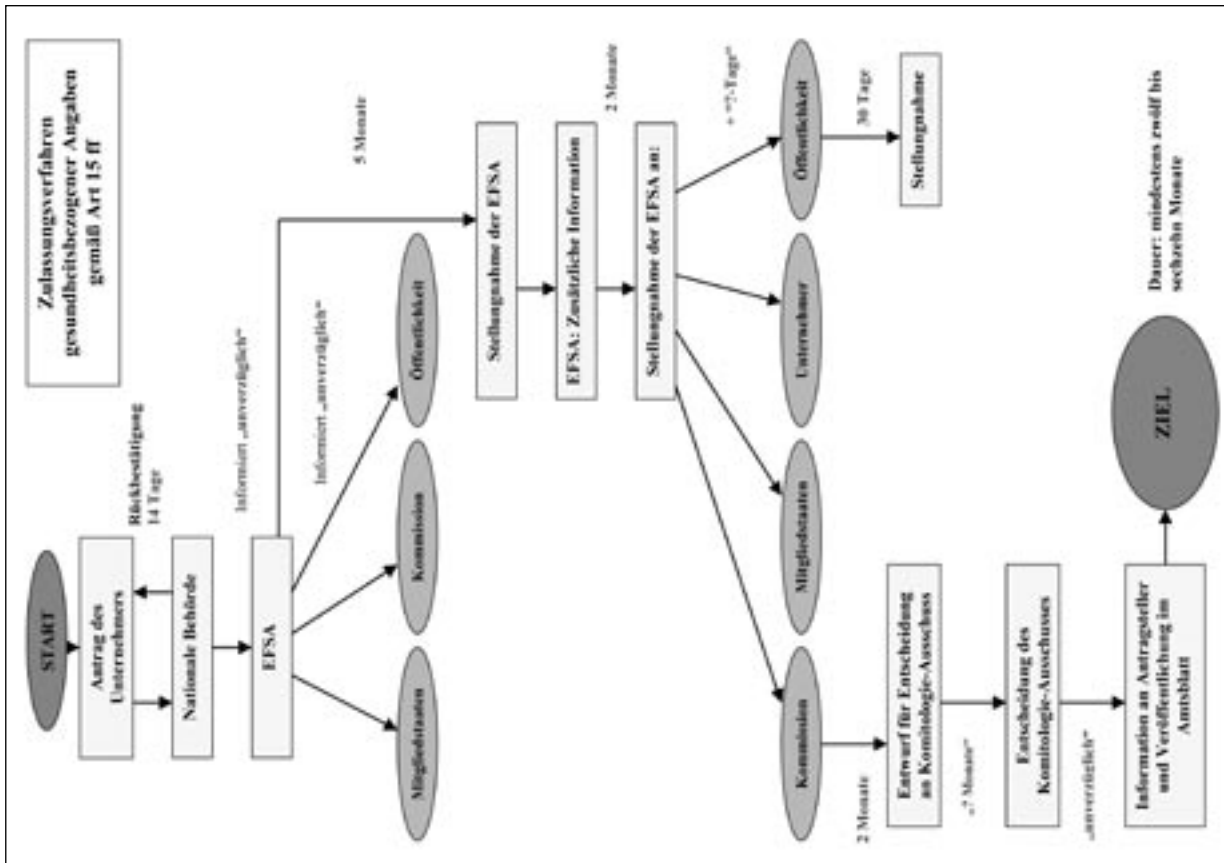 Zulassungsverfahren
gesundheitsbezogener Angaben
gemäß Art 15 ff
START
Antrag des
Unternehmers
Rückbestätigung
14 Tage
Nationale Behörde
Informiert „unverzüglich“
EFSA
Informiert „unverzüglich“
5 Monate
Mitgliedstaaten
Kommission
Öffentlichkeit
Stellungnahme der EFSA
EFSA: Zusätzliche Information
2 Monate
Stellungnahme der EFSA an:
+ "?-Tage"
Kommission
Mitgliedstaaten
Unternehmer
Öffentlichkeit
30 Tage
Stellungnahme
2 Monate
Entwurf für Entscheidung
an Komitologie-Ausschuss
„? Monate“
Entscheidung des
Komitologie-Ausschusses
„unverzüglich“
Information an Antragsteller
und Veröffentlichung im
Amtsblatt
ZIEL
Dauer: mindestens zwölf bis
sechzehn Monate